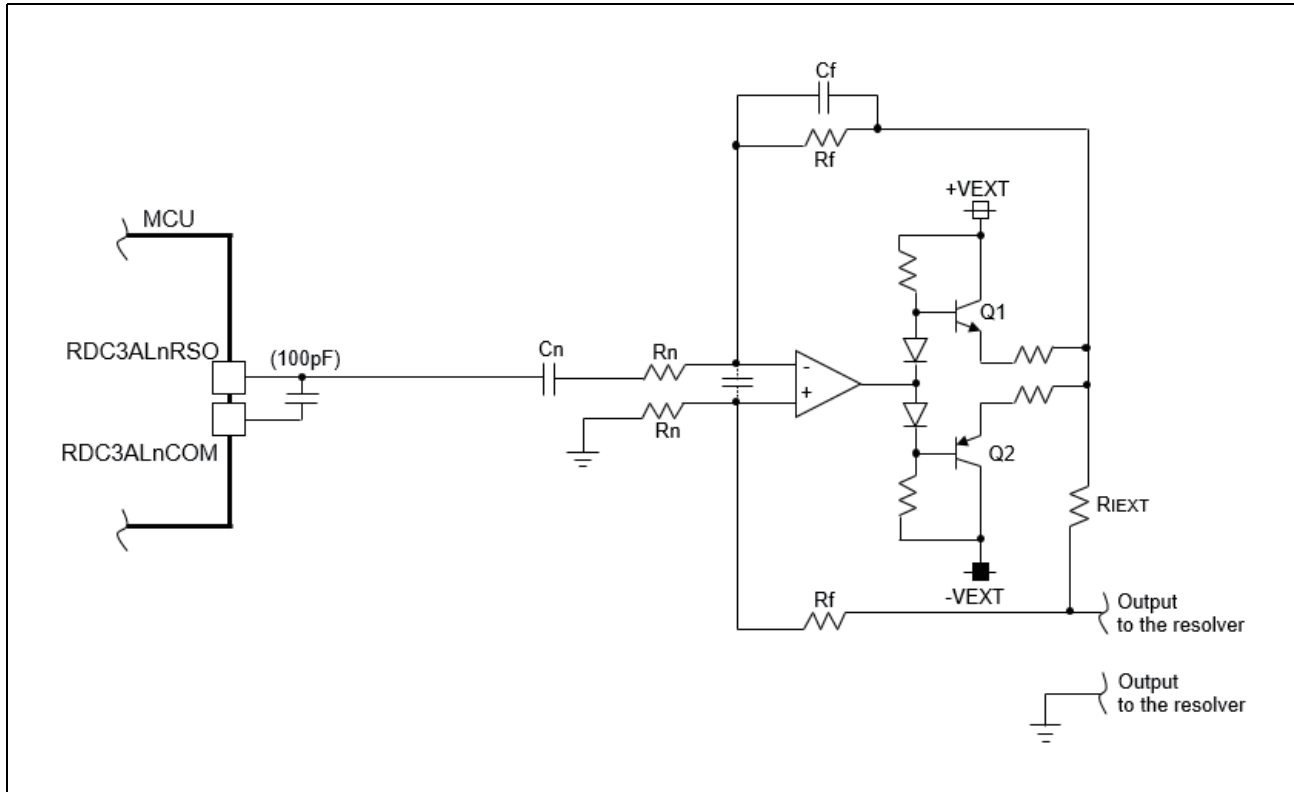 Cf
Rf
+VEXT
MCU
Q1
RDC3ALnRSO
(100pF)
Cn
Rn
-
+
Rn
RDC3ALnCOM
Q2
RIEXT
-VEXT
Rf
Output
to the resolver
Output
to the resolver